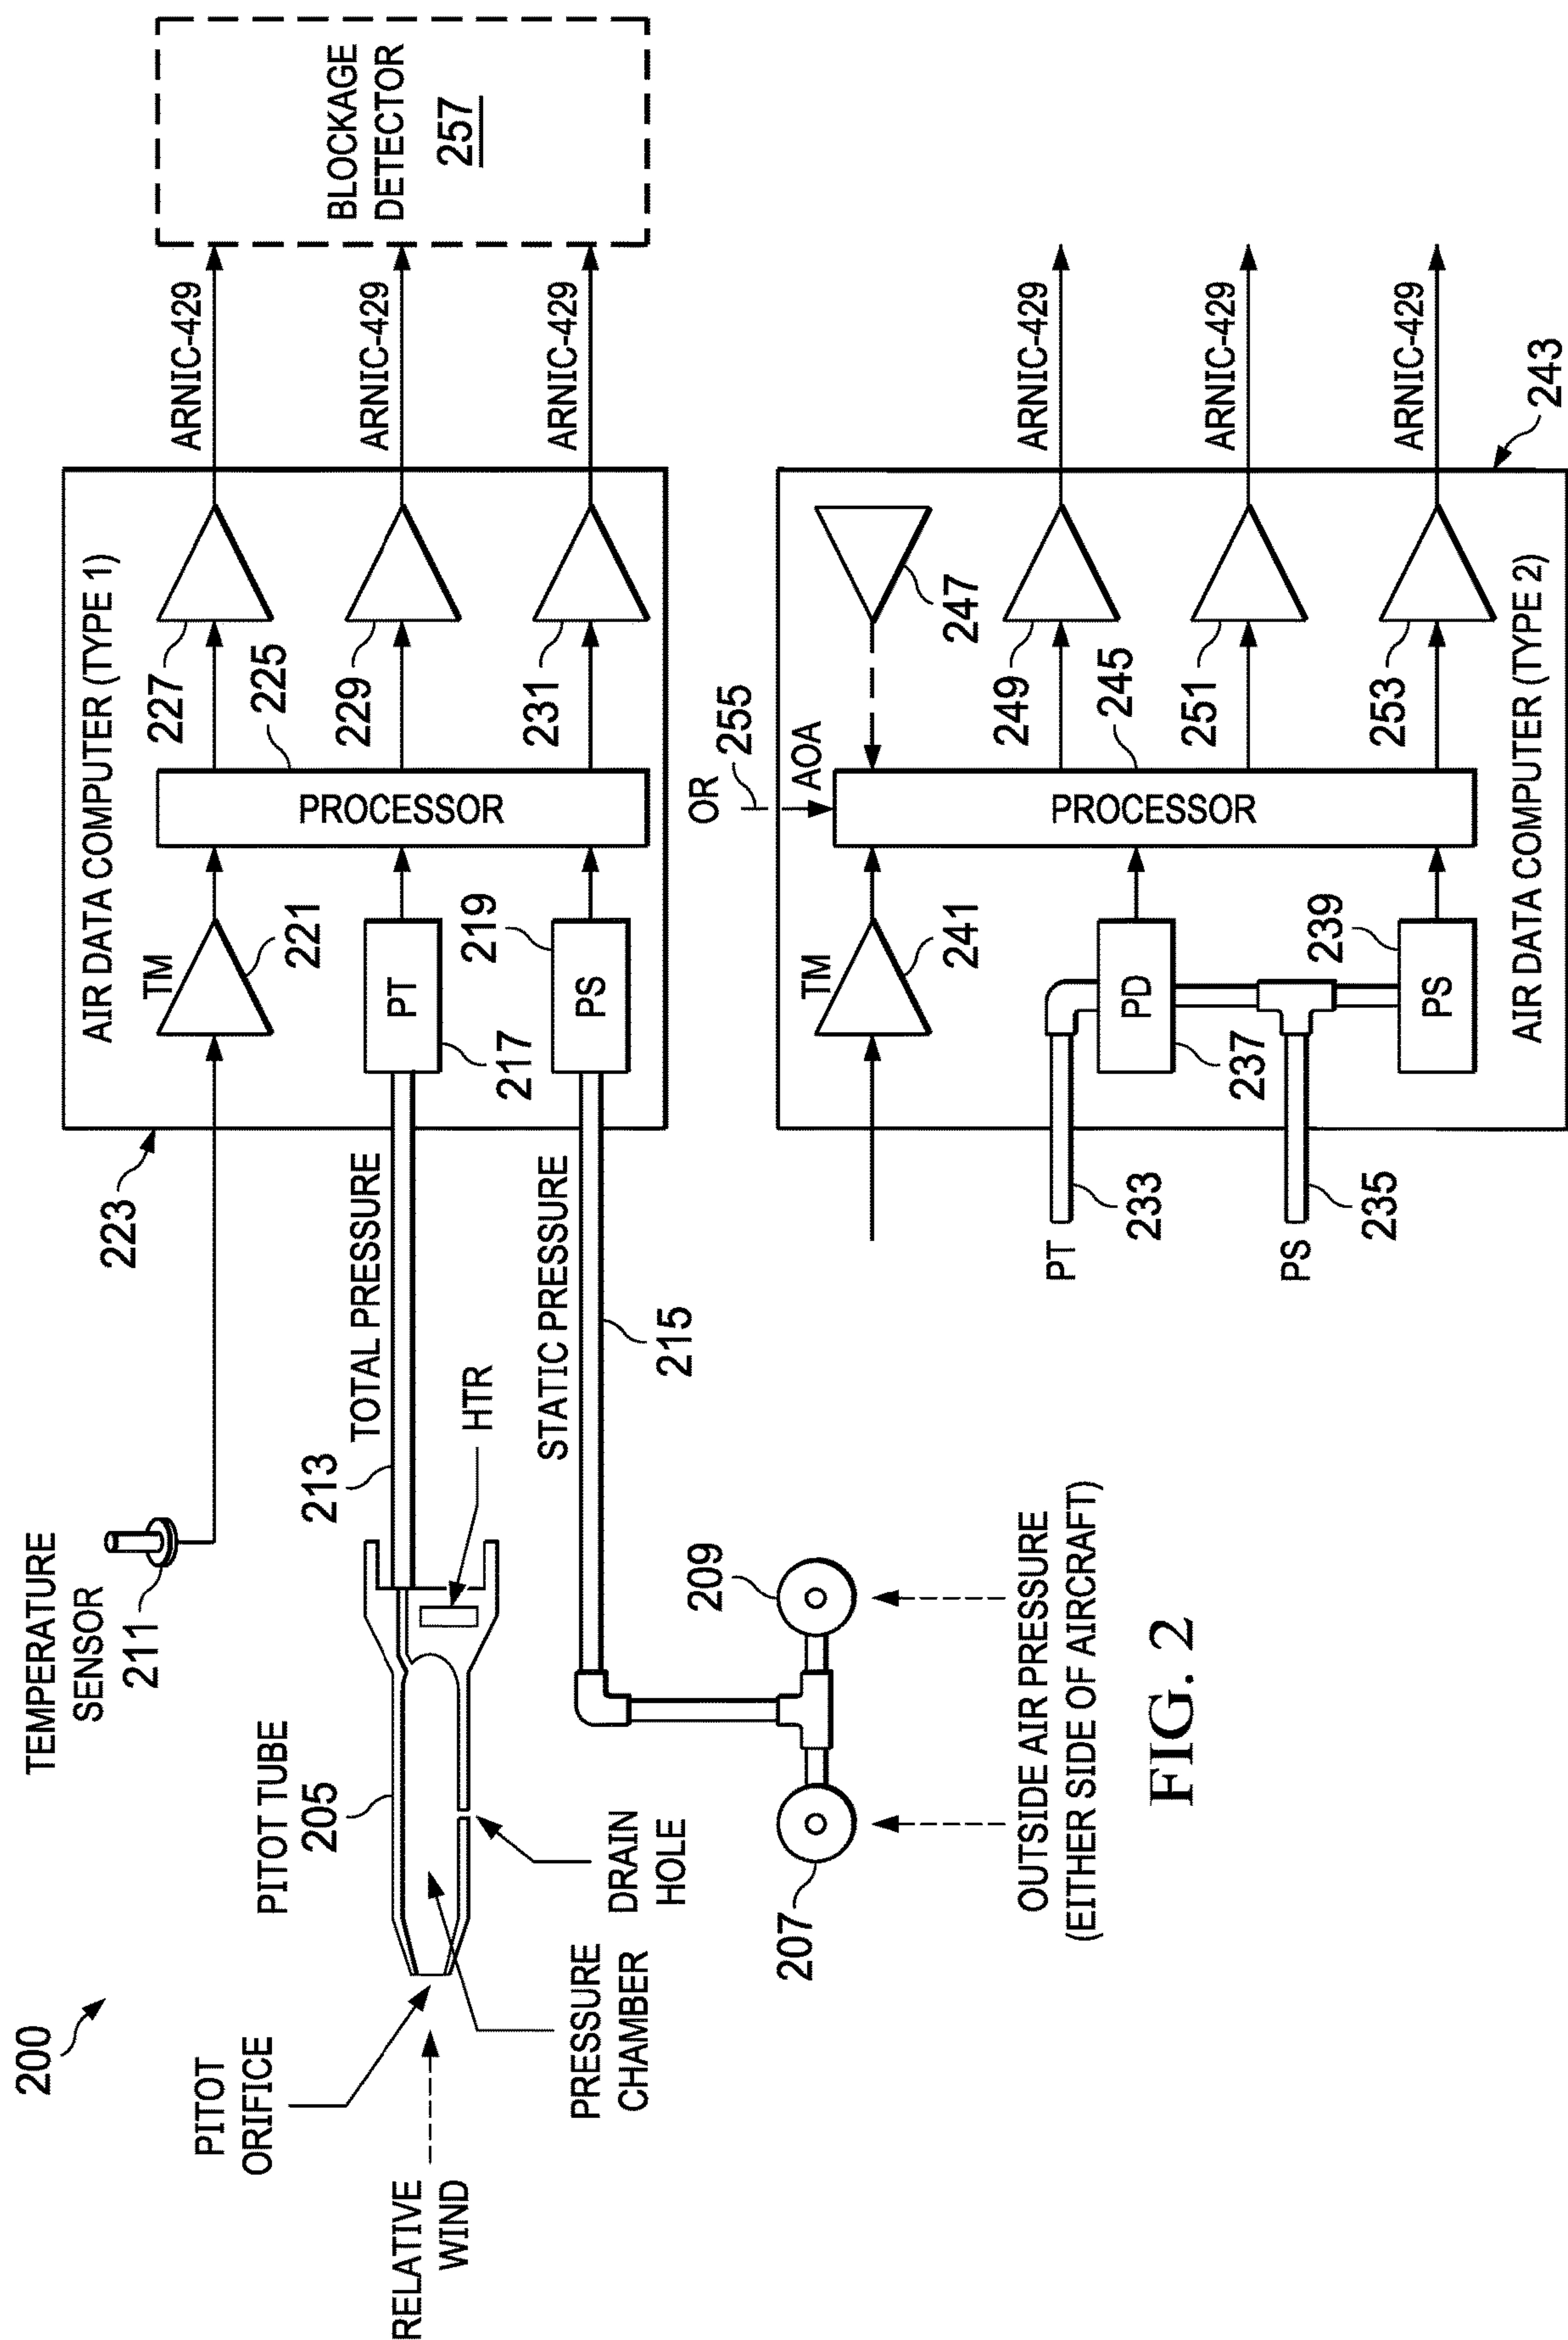 200
TEMPERATURE
SENSOR
211
PITOT
ORIFICE
RELATIVE
WIND
PITOT TUBE
205
PRESSURE
CHAMBER
DRAIN
HOLE
213
TOTAL PRESSURE
HTR
STATIC PRESSURE
215
207
209
OUTSIDE AIR PRESSURE
(EITHER SIDE OF AIRCRAFT)
223
AIR DATA COMPUTER (TYPE 1)
TM
221
PT
217
219
PS
PROCESSOR
225
227
229
231
ARNIC-429
ARNIC-429
ARNIC-429
BLOCKAGE
DETECTOR
257
OR
255
AOA
TM
241
247
PT
233
PD
237
PS
235
239
PS
PROCESSOR
245
249
251
253
ARNIC-429
ARNIC-429
ARNIC-429
AIR DATA COMPUTER (TYPE 2)
243
FIG. 2